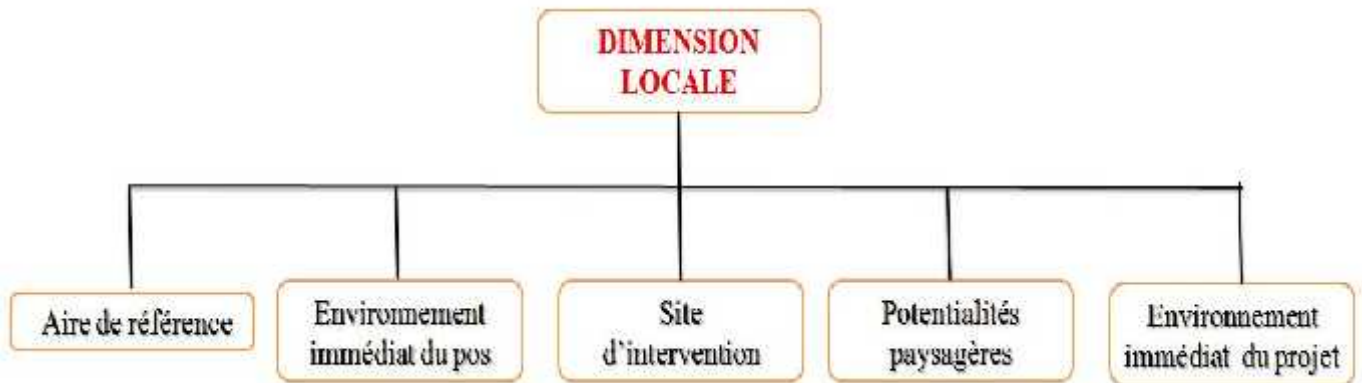 DIMENSION
LOCALE
Aire de référence
Environnement
immédiat du pos
Site
d'intervention
Potentialités
paysagères
Environnement
immédiat du projet